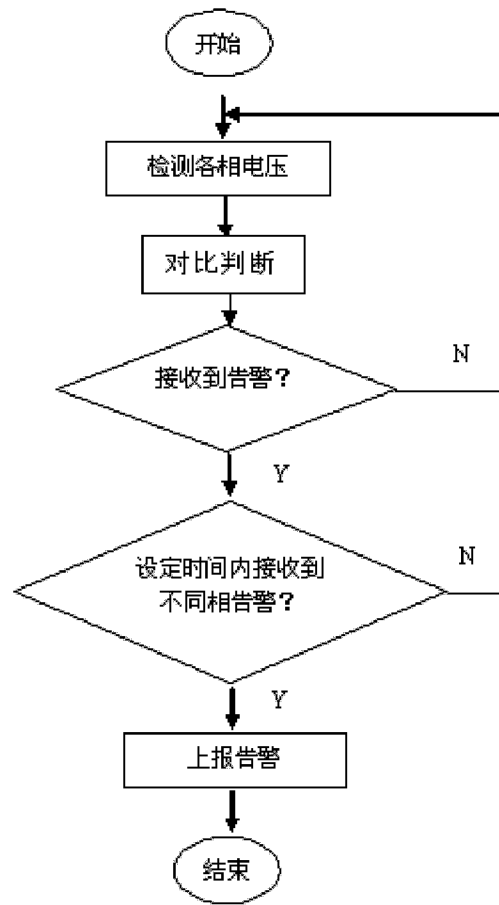 开始
检测各相电压
对比判断
接收到告警？
N
Y
设定时间内接收到
不同相告警？
N
Y
上报告警
结束